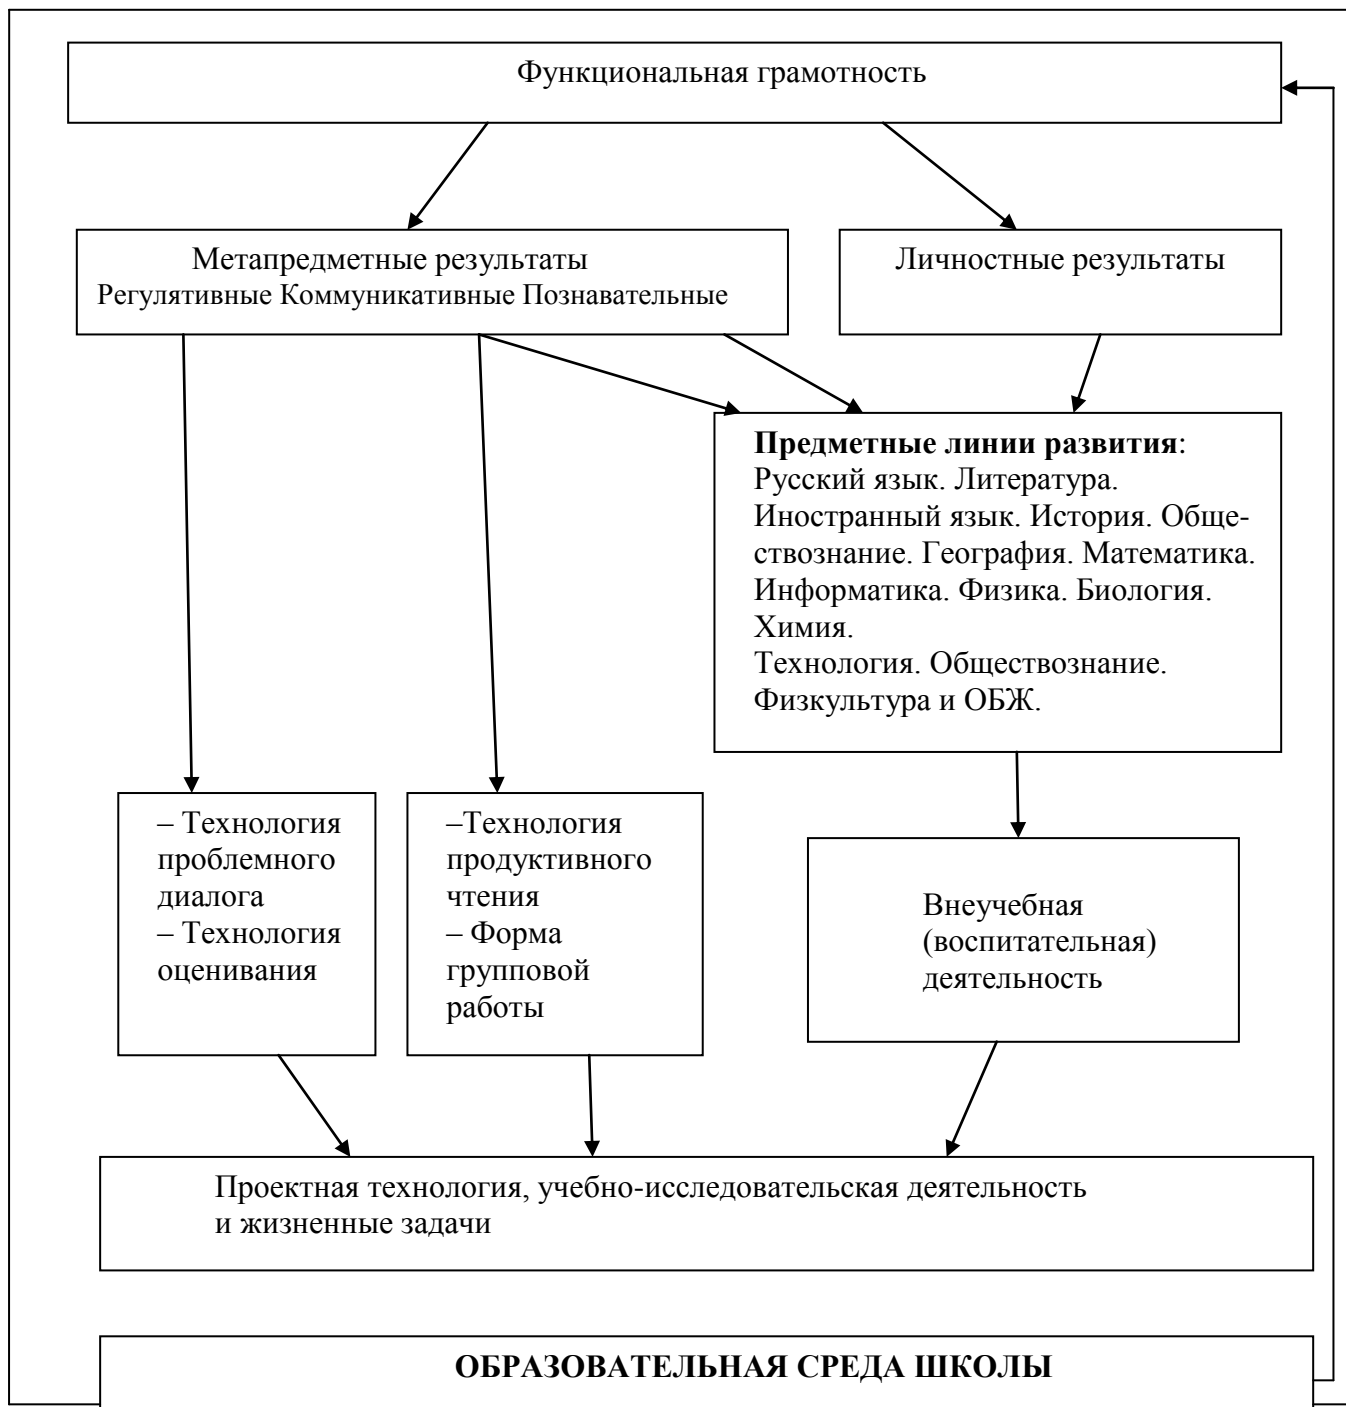 Функциональная грамотность
Метапредметные результаты
Регулятивные Коммуникативные Познавательные
Личностные результаты
Предметные линии развития:
Русский язык. Литература.
Иностранный язык. История. Обще-
ствознание. География. Математика.
Информатика. Физика. Биология.
Химия.
Технология. Обществознание.
Физкультура и ОБЖ.
– Технология
проблемного
диалога
– Технология
оценивания
–Технология
продуктивного
чтения
– Форма
групповой
работы
Внеучебная
(воспитательная)
деятельность
Проектная технология, учебно-исследовательская деятельность
и жизненные задачи
ОБРАЗОВАТЕЛЬНАЯ СРЕДА ШКОЛЫ